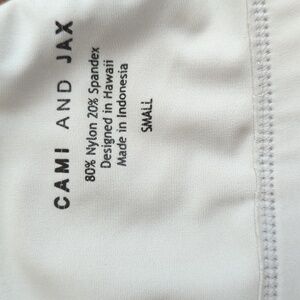 CAMI AND JAX
80% Nylon 20% Spandex
Designed in Hawaii
Made in Indonesia
SMALL